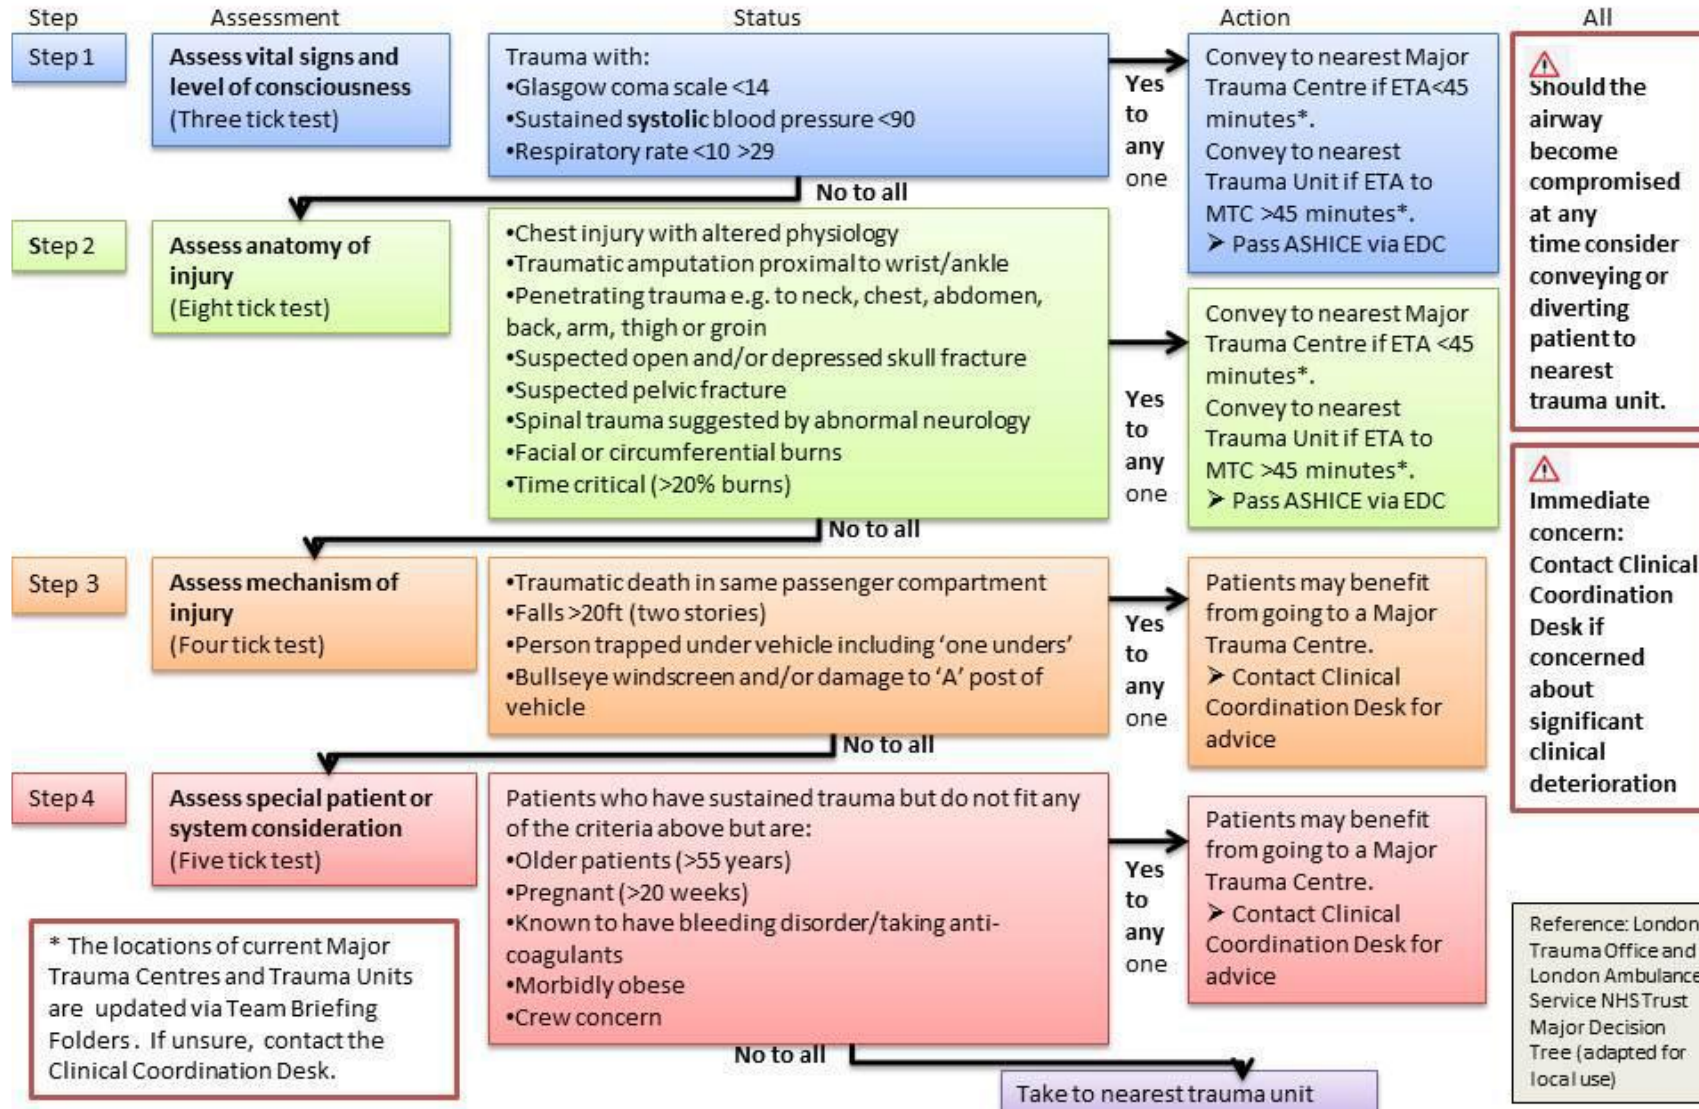 Step
Assessment
Status
Action
All
Step 1
Assess vital signs and
level of consciousness
(Three tick test)
Trauma with:
•Glasgow coma scale <14
•Sustained systolic blood pressure <90
•Respiratory rate <10 >29
Yes
to
any
one
Convey to nearest Major
Trauma Centre if ETA<45
minutes*.
Convey to nearest
Trauma Unit if ETA to
MTC >45 minutes*.
➤ Pass ASHICE via EDC
No to all
Step 2
Assess anatomy of
injury
(Eight tick test)
•Chest injury with altered physiology
•Traumatic amputation proximal to wrist/ankle
•Penetrating trauma e.g. to neck, chest, abdomen,
back, arm, thigh or groin
•Suspected open and/or depressed skull fracture
•Suspected pelvic fracture
•Spinal trauma suggested by abnormal neurology
•Facial or circumferential burns
•Time critical (>20% burns)
Yes
to
any
one
Convey to nearest Major
Trauma Centre if ETA <45
minutes*.
Convey to nearest
Trauma Unit if ETA to
MTC >45 minutes*.
➤ Pass ASHICE via EDC
No to all
Step 3
Assess mechanism of
injury
(Four tick test)
•Traumatic death in same passenger compartment
•Falls >20ft (two stories)
•Person trapped under vehicle including ‘one unders’
•Bullseye windscreen and/or damage to ‘A’ post of
vehicle
Yes
to
any
one
Patients may benefit
from going to a Major
Trauma Centre.
➤ Contact Clinical
Coordination Desk for
advice
No to all
Step 4
Assess special patient or
system consideration
(Five tick test)
Patients who have sustained trauma but do not fit any
of the criteria above but are:
•Older patients (>55 years)
•Pregnant (>20 weeks)
•Known to have bleeding disorder/taking anti-
coagulants
•Morbidly obese
•Crew concern
Yes
to
any
one
Patients may benefit
from going to a Major
Trauma Centre.
➤ Contact Clinical
Coordination Desk for
advice
No to all
Take to nearest trauma unit
Should the
airway
become
compromised
at any
time consider
conveying or
diverting
patient to
nearest
trauma unit.
Immediate
concern:
Contact Clinical
Coordination
Desk if
concerned
about
significant
clinical
deterioration
* The locations of current Major
Trauma Centres and Trauma Units
are updated via Team Briefing
Folders. If unsure, contact the
Clinical Coordination Desk.
Reference: London
Trauma Office and
London Ambulance
Service NHS Trust
Major Decision
Tree (adapted for
local use)